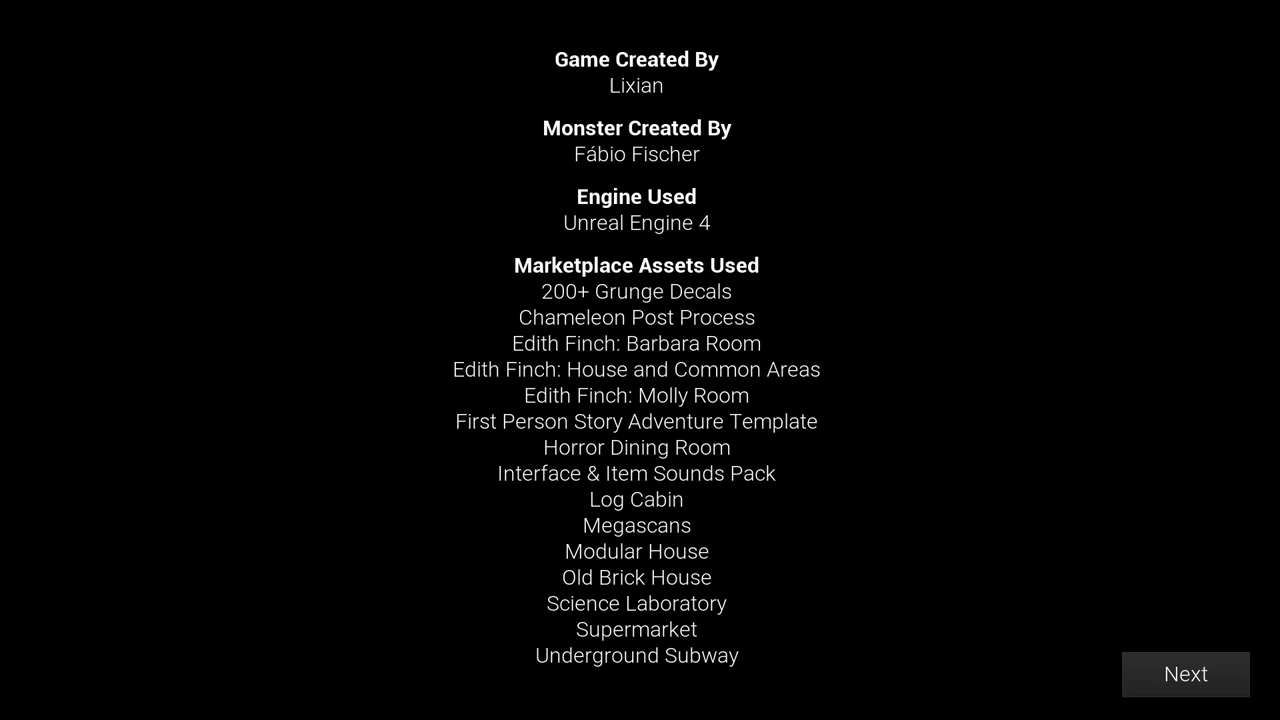 Game Created By
Lixian
Monster Created By
Fábio Fischer
Engine Used
Unreal Engine 4
Marketplace Assets Used
200+ Grunge Decals
Chameleon Post Process
Edith Finch: Barbara Room
Edith Finch: House and Common Areas
Edith Finch: Molly Room
First Person Story Adventure Template
Horror Dining Room
Interface & Item Sounds Pack
Log Cabin
Megascans
Modular House
Old Brick House
Science Laboratory
Supermarket
Underground Subway
Next